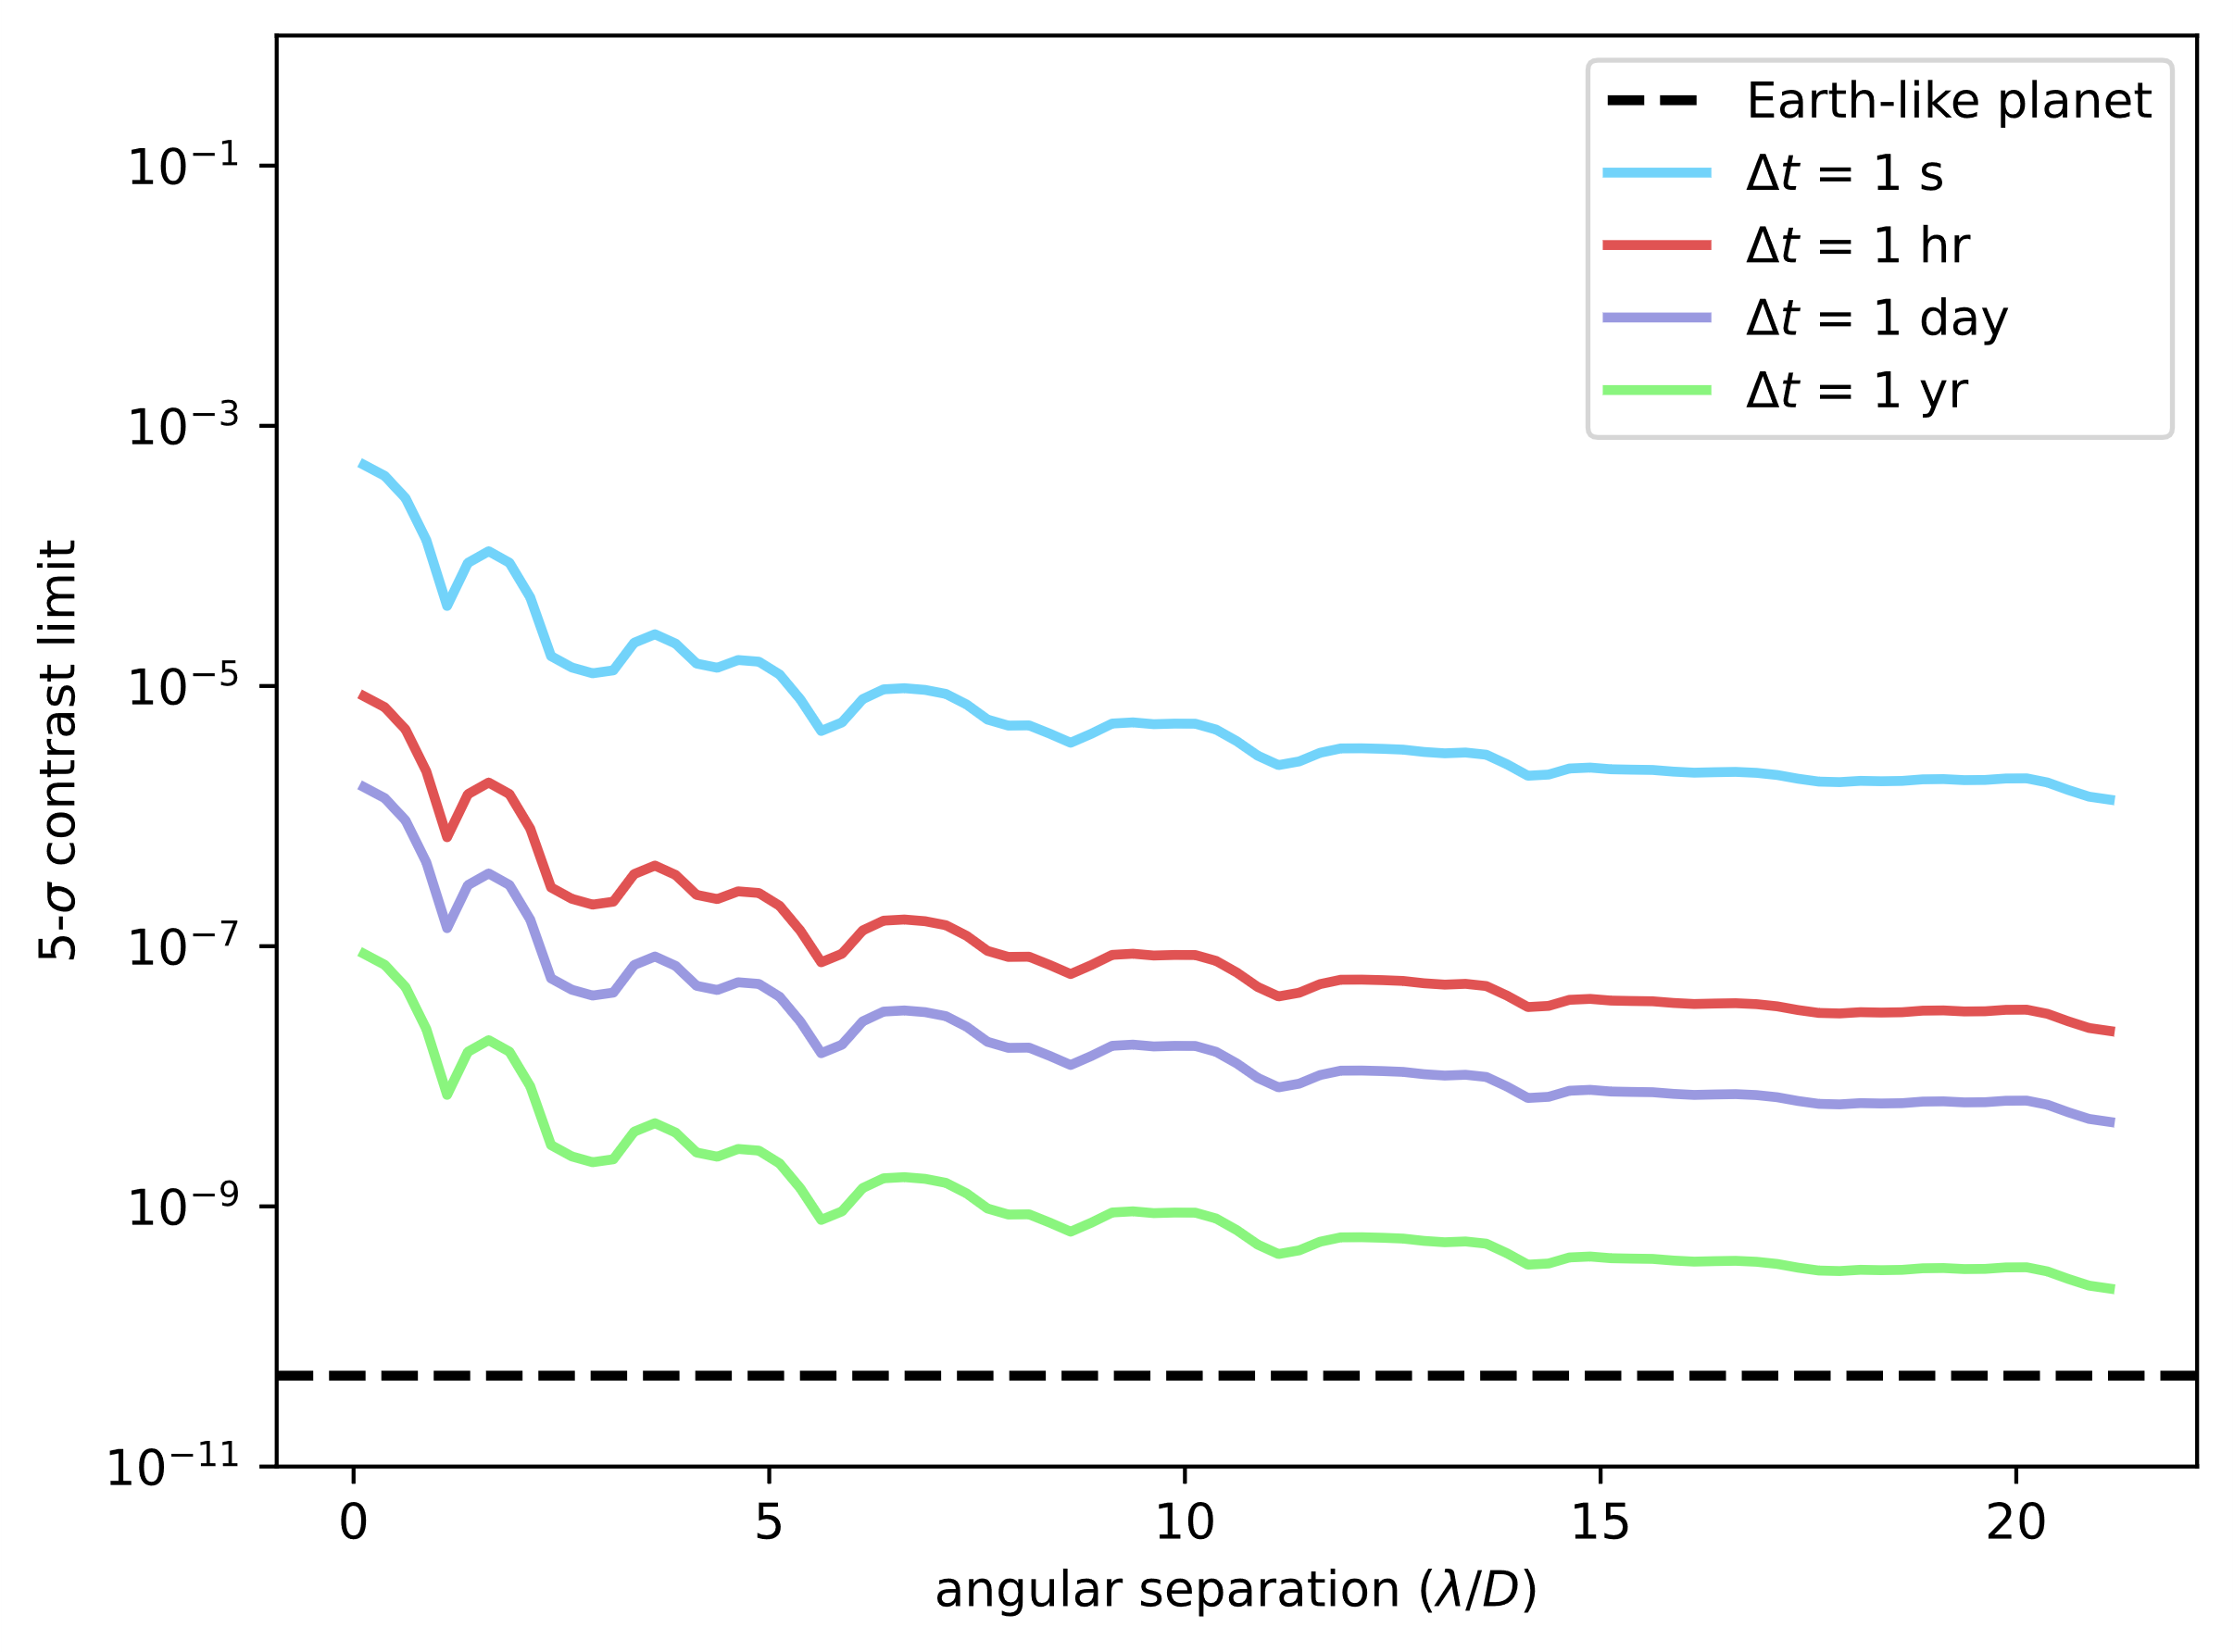 Earth-like planet
Δt = 1 s
Δt = 1 hr
Δt = 1 day
Δt = 1 yr
10⁻¹
10⁻³
10⁻⁵
10⁻⁷
10⁻⁹
10⁻¹¹
5-σ contrast limit
0 5 10 15 20
angular separation (λ/D)